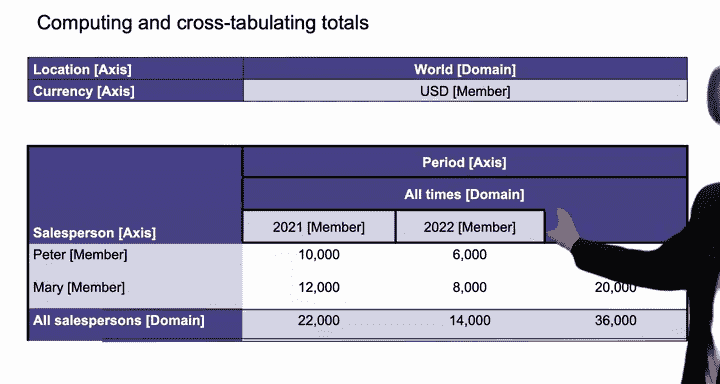 Computing and cross-tabulating totals
Location [Axis] World [Domain]
Currency [Axis] USD [Member]
Period [Axis]
All times [Domain]
Salesperson [Axis] 2021 [Member] 2022 [Member]
Peter [Member] 10,000 6,000
Mary [Member] 12,000 8,000 20,000
All salespersons [Domain] 22,000 14,000 36,000